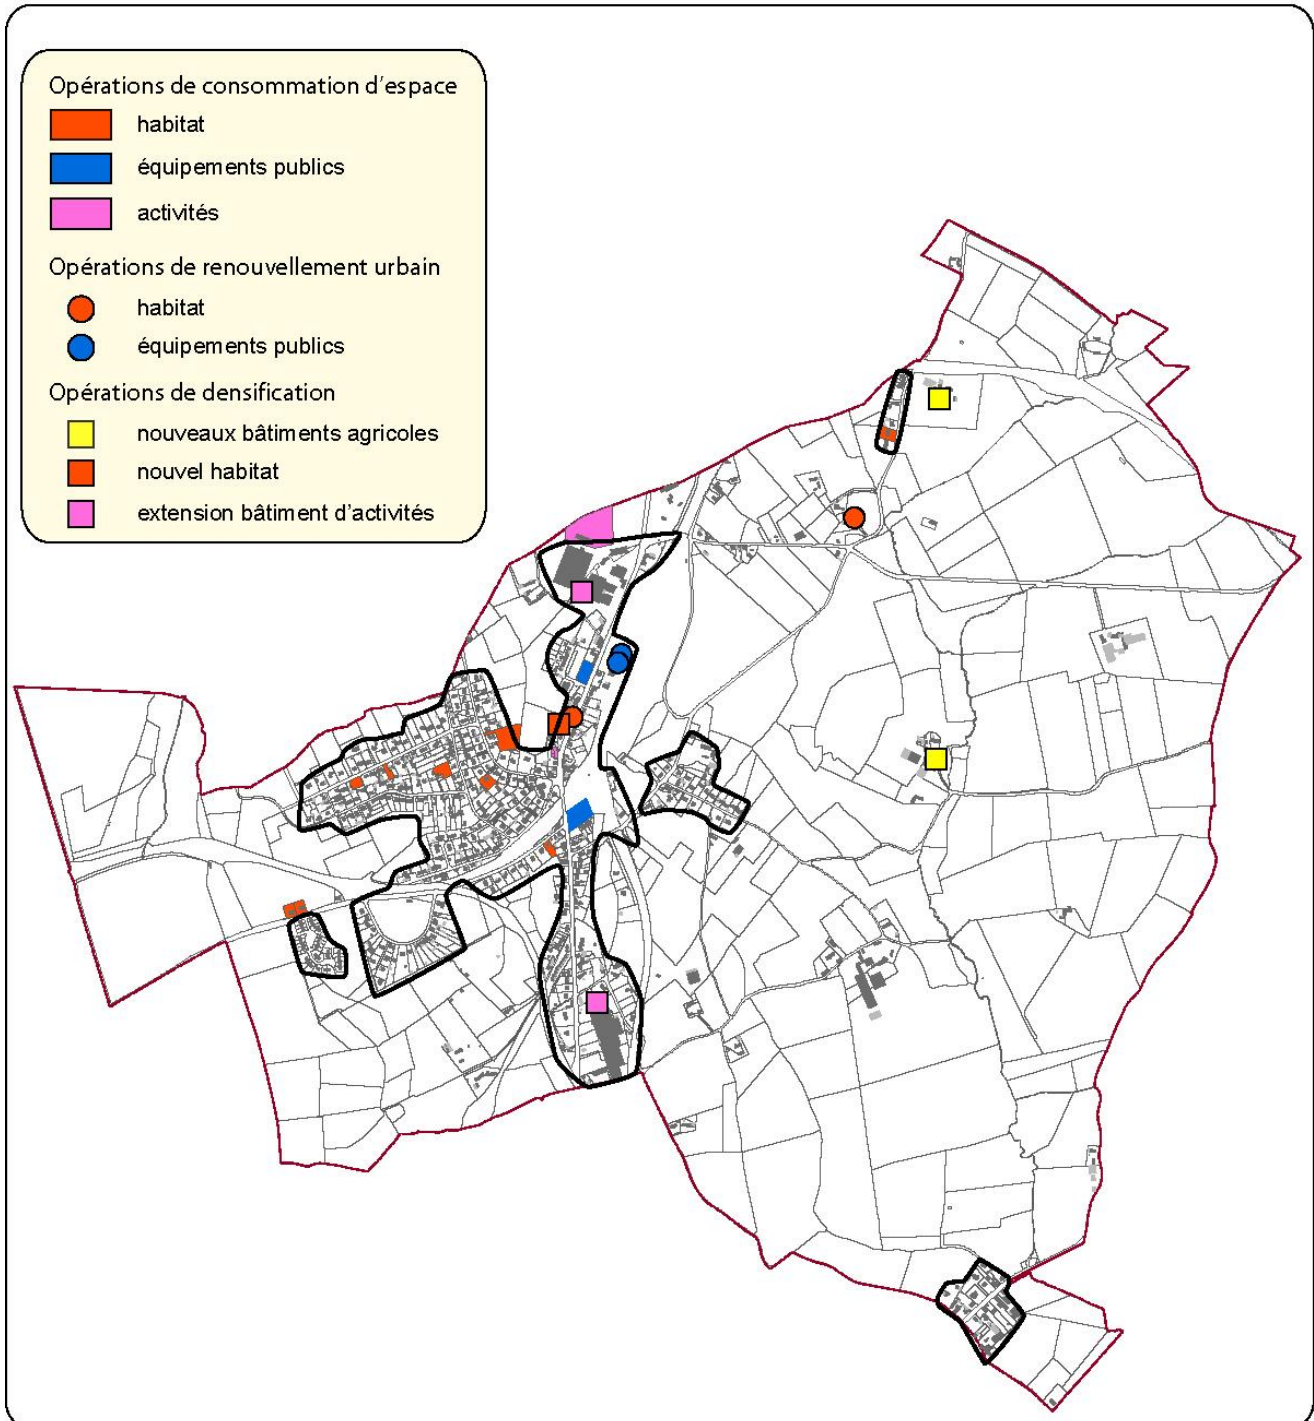 Opérations de consommation d'espace
habitat
équipements publics
activités
Opérations de renouvellement urbain
habitat
équipements publics
Opérations de densification
nouveaux bâtiments agricoles
nouvel habitat
extension bâtiment d'activités